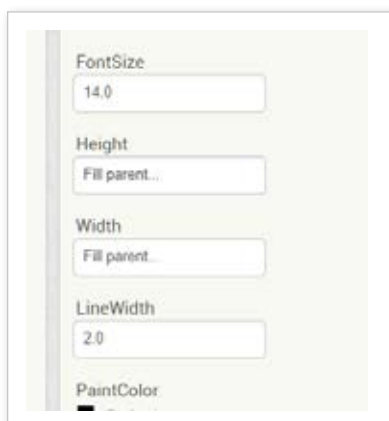 FontSize
14.0
Height
Fill parent...
Width
Fill parent...
LineWidth
2.0
PaintColor